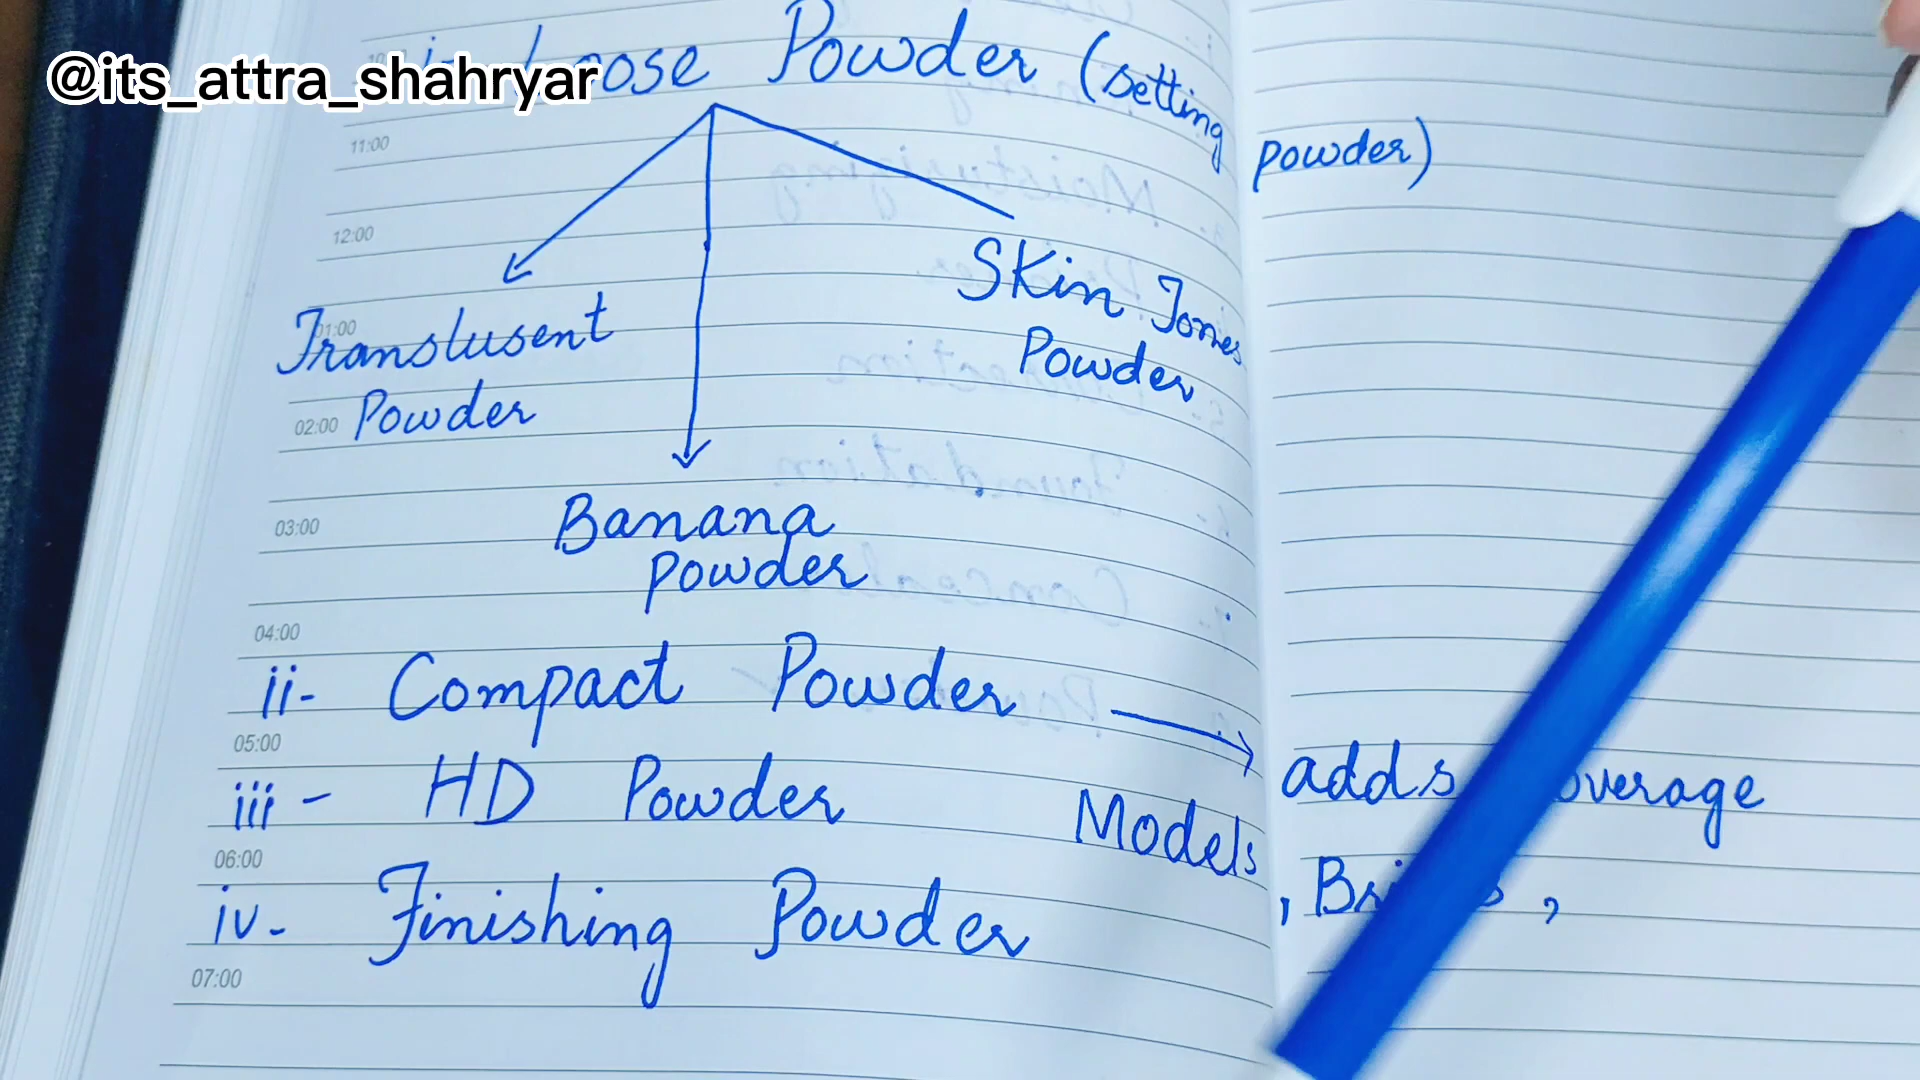 @its_attra_shahryar
Powder (setting
powder)
11:00
12:00
Skin Tones
Powder
01:00
Translusent
02:00 Powder
03:00
Banana
powder
04:00
ii- Compact Powder
05:00
adds
iii - HD Powder
Models,
06:00
iv- Finishing Powder
07:00